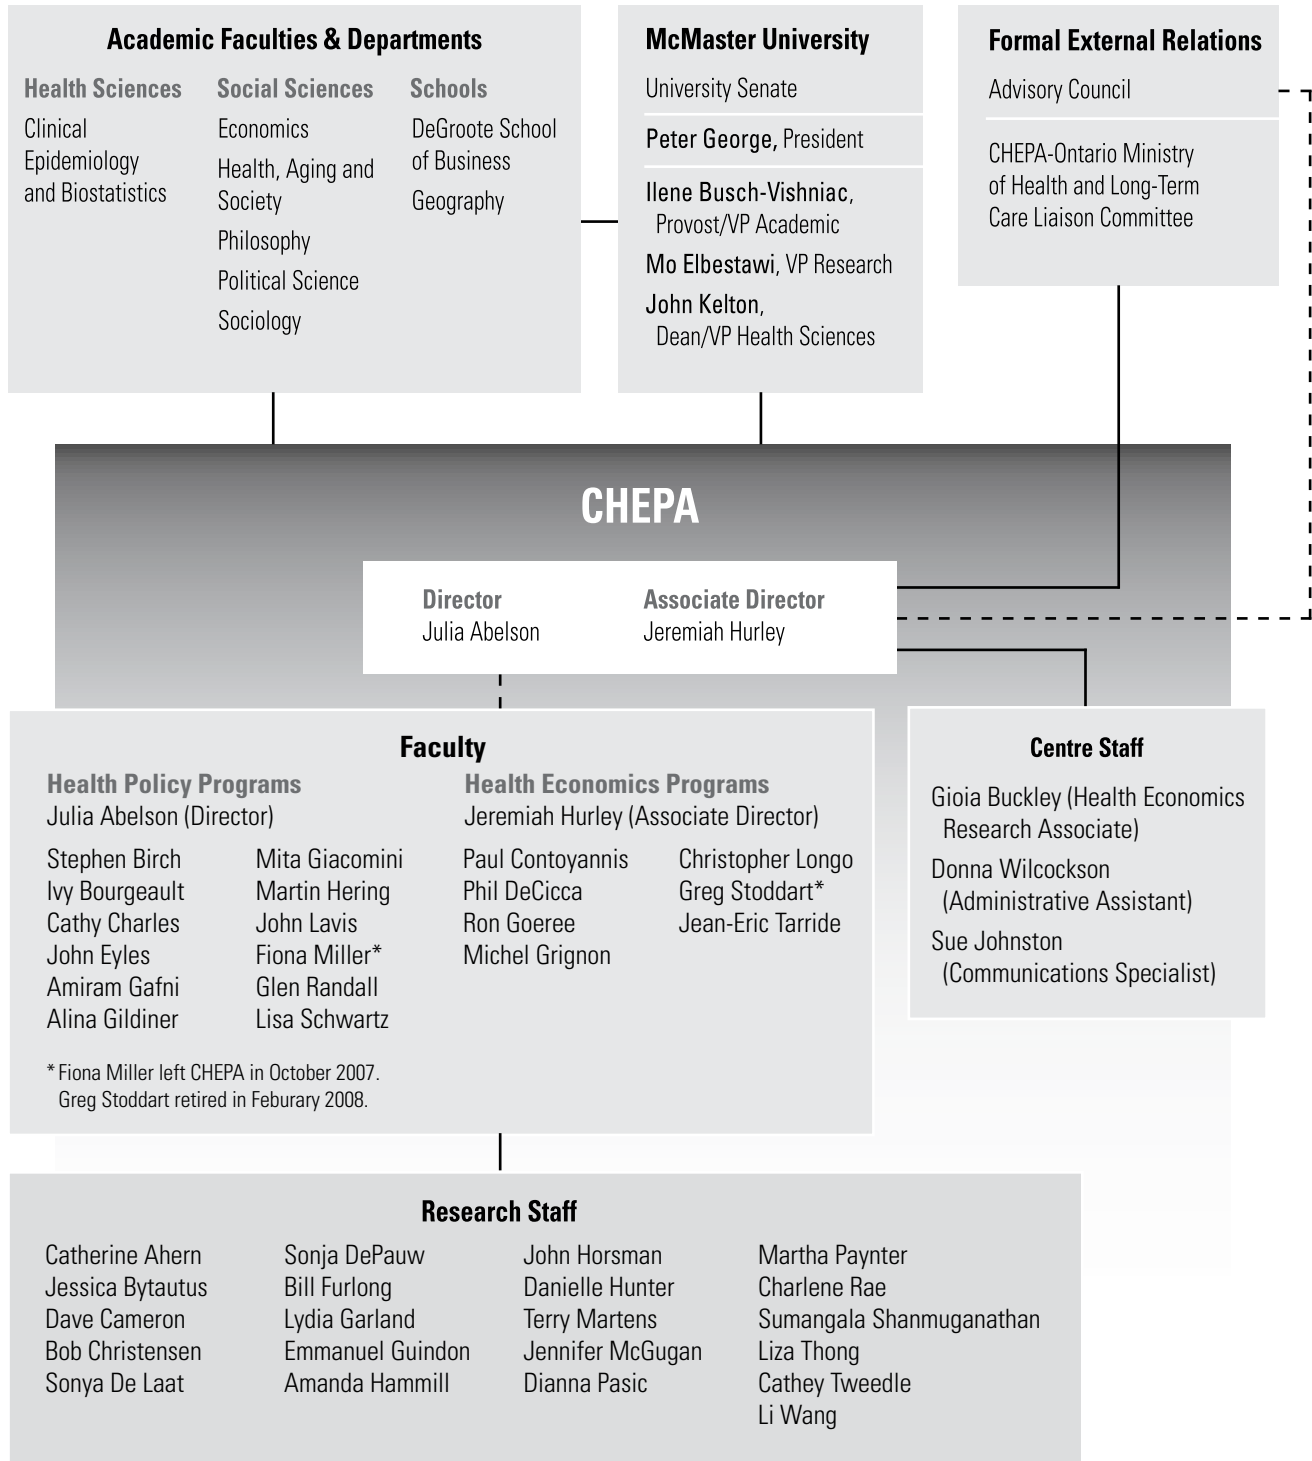 Academic Faculties & Departments
Health Sciences
Clinical
Epidemiology
and Biostatistics
Social Sciences
Economics
Health, Aging and
Society
Philosophy
Political Science
Sociology
Schools
DeGroote School
of Business
Geography
McMaster University
University Senate
Peter George, President
Ilene Busch-Vishniac,
Provost/VP Academic
Mo Elbestawi, VP Research
John Kelton,
Dean/VP Health Sciences
Formal External Relations
Advisory Council
CHEPA-Ontario Ministry
of Health and Long-Term
Care Liaison Committee
CHEPA
Director
Julia Abelson
Associate Director
Jeremiah Hurley
Faculty
Health Policy Programs
Julia Abelson (Director)
Stephen Birch
Ivy Bourgeault
Cathy Charles
John Eyles
Amiram Gafni
Alina Gildiner
Mita Giacomini
Martin Hering
John Lavis
Fiona Miller*
Glen Randall
Lisa Schwartz
Health Economics Programs
Jeremiah Hurley (Associate Director)
Paul Contoyannis
Phil DeCicca
Ron Goeree
Michel Grignon
Christopher Longo
Greg Stoddart*
Jean-Eric Tarride
* Fiona Miller left CHEPA in October 2007.
Greg Stoddart retired in Feburary 2008.
Centre Staff
Gioia Buckley (Health Economics
Research Associate)
Donna Wilcockson
(Administrative Assistant)
Sue Johnston
(Communications Specialist)
Research Staff
Catherine Ahern
Jessica Bytautus
Dave Cameron
Bob Christensen
Sonya De Laat
Sonja DePauw
Bill Furlong
Lydia Garland
Emmanuel Guindon
Amanda Hammill
John Horsman
Danielle Hunter
Terry Martens
Jennifer McGugan
Dianna Pasic
Martha Paynter
Charlene Rae
Sumangala Shanmuganathan
Liza Thong
Cathey Tweedle
Li Wang